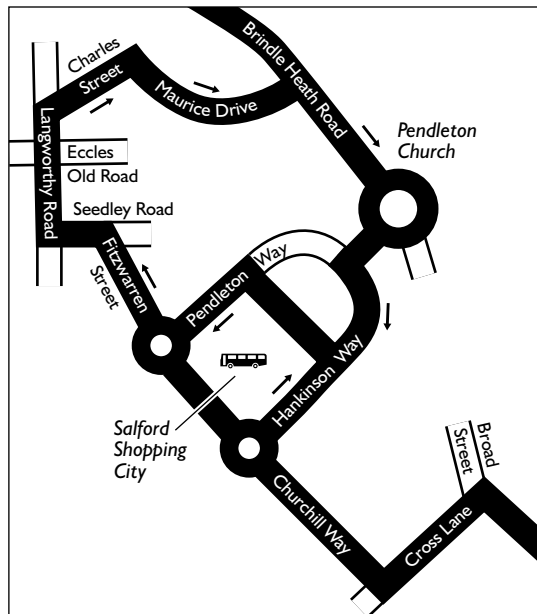 Brindle Heath Road
Charles
Street
Maurice Drive
Pendleton
Church
Langworthy Road
Eccles
Old Road
Seedley Road
Fitzwarren
Street
Pendleton
Way
Hankinson Way
Salford
Shopping
City
Broad
Street
Churchill Way
Cross Lane